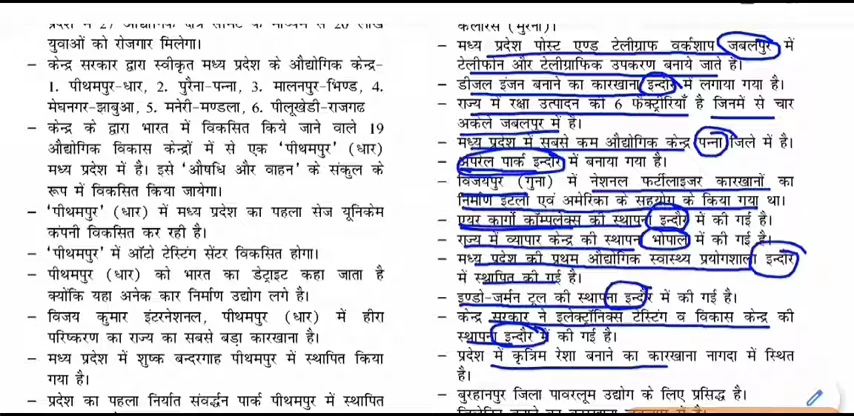 युवाओं को रोजगार मिलेगा।
– केन्द्र सरकार द्वारा स्वीकृत मध्य प्रदेश के औद्योगिक केन्द्र-
1. पीथमपुर-धार, 2. पुरैना-पन्ना, 3. मालनपुर-भिण्ड, 4.
मेघनगर-झाबुआ, 5. मनेरी-मण्डला, 6. पीलूखेडी-राजगढ
– केन्द्र के द्वारा भारत में विकसित किये जाने वाले 19
औद्योगिक विकास केन्द्रों में से एक 'पीथमपुर' (धार)
मध्य प्रदेश में है। इसे 'औषधि और वाहन' के संकुल के
रूप में विकसित किया जायेगा।
– 'पीथमपुर' (धार) में मध्य प्रदेश का पहला सेज यूनिकेम
कंपनी विकसित कर रही है।
– 'पीथमपुर' में ऑटो टेस्टिंग सेंटर विकसित होगा।
– पीथमपुर (धार) को भारत का डेट्राइट कहा जाता है
क्योंकि यहा अनेक कार निर्माण उद्योग लगे है।
– विजय कुमार इंटरनेशनल, पीथमपुर (धार) में हीरा
परिष्करण का राज्य का सबसे बड़ा कारखाना है।
– मध्य प्रदेश में शुष्क बन्दरगाह पीथमपुर में स्थापित किया
गया है।
– प्रदेश का पहला निर्यात संवर्द्धन पार्क पीथमपुर में स्थापित
कैलारस (मुरैना)।
– मध्य प्रदेश पोस्ट एण्ड टेलीग्राफ वर्कशाप जबलपुर में
टेलीफोन और टेलीग्राफिक उपकरण बनाये जाते है।
– डीजल इंजन बनाने का कारखाना इन्दौर में लगाया गया है।
– राज्य में रक्षा उत्पादन की 6 फैक्ट्रीयाँ है जिनमें से चार
अकेले जबलपुर में है।
– मध्य प्रदेश में सबसे कम औद्योगिक केन्द्र पन्ना जिले में है।
– अपरेल पार्क इन्दौर में बनाया गया है।
– विजयपुर (गुना) में नेशनल फर्टीलाइजर कारखानों का
निर्माण इटली एवं अमेरिका के सहयोग के किया गया था।
– एयर कार्गो कॉम्पलेक्स की स्थापना इन्दौर में की गई है।
– राज्य में व्यापार केन्द्र की स्थापना भोपाल में की गई है।
– मध्य प्रदेश की प्रथम औद्योगिक स्वास्थ्य प्रयोगशाला इन्दौर
में स्थापित की गई है।
– इण्डो-जर्मन टूल की स्थापना इन्दौर में की गई है।
– केन्द्र सरकार ने इलेक्ट्रॉनिक्स टेस्टिंग व विकास केन्द्र की
स्थापना इन्दौर में की गई है।
– प्रदेश में कृत्रिम रेशा बनाने का कारखाना नागदा में स्थित
है।
– बुरहानपुर जिला पावरलूम उद्योग के लिए प्रसिद्ध है।